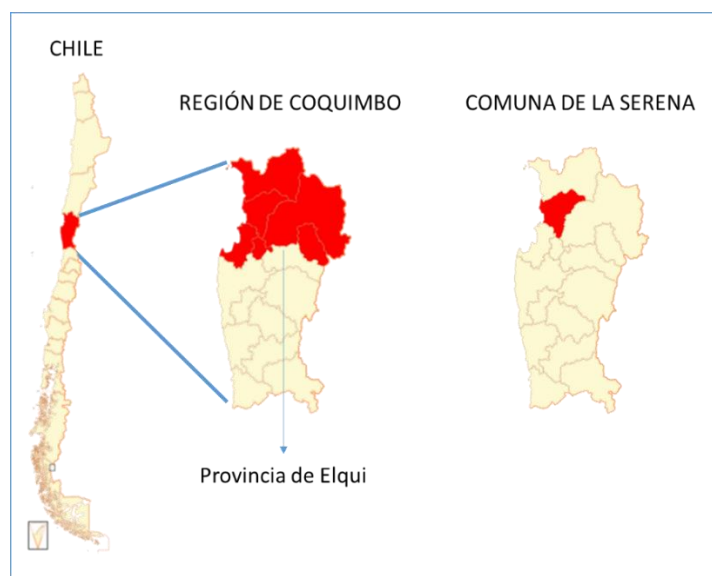 CHILE
REGIÓN DE COQUIMBO
COMUNA DE LA SERENA
Provincia de Elqui